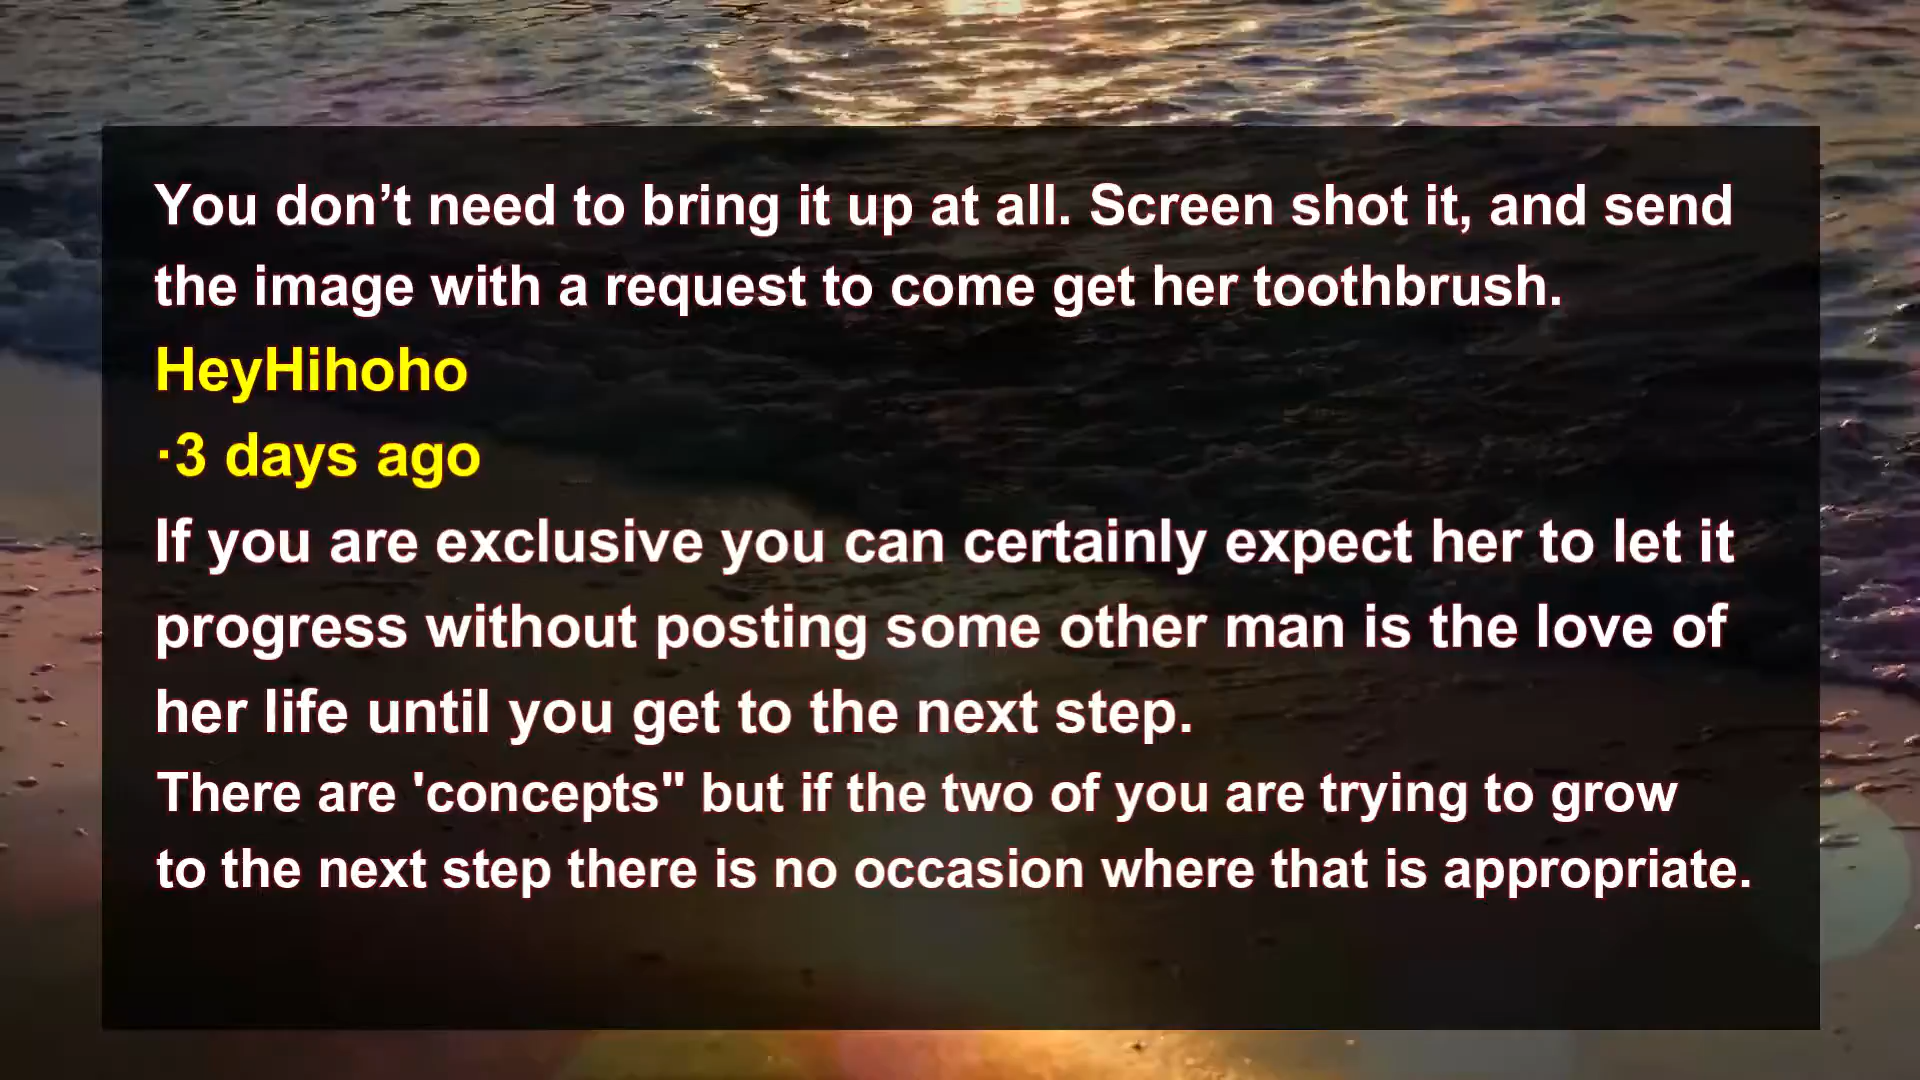 You don’t need to bring it up at all. Screen shot it, and send
the image with a request to come get her toothbrush.
HeyHihoho
·3 days ago
If you are exclusive you can certainly expect her to let it
progress without posting some other man is the love of
her life until you get to the next step.
There are 'concepts" but if the two of you are trying to grow
to the next step there is no occasion where that is appropriate.